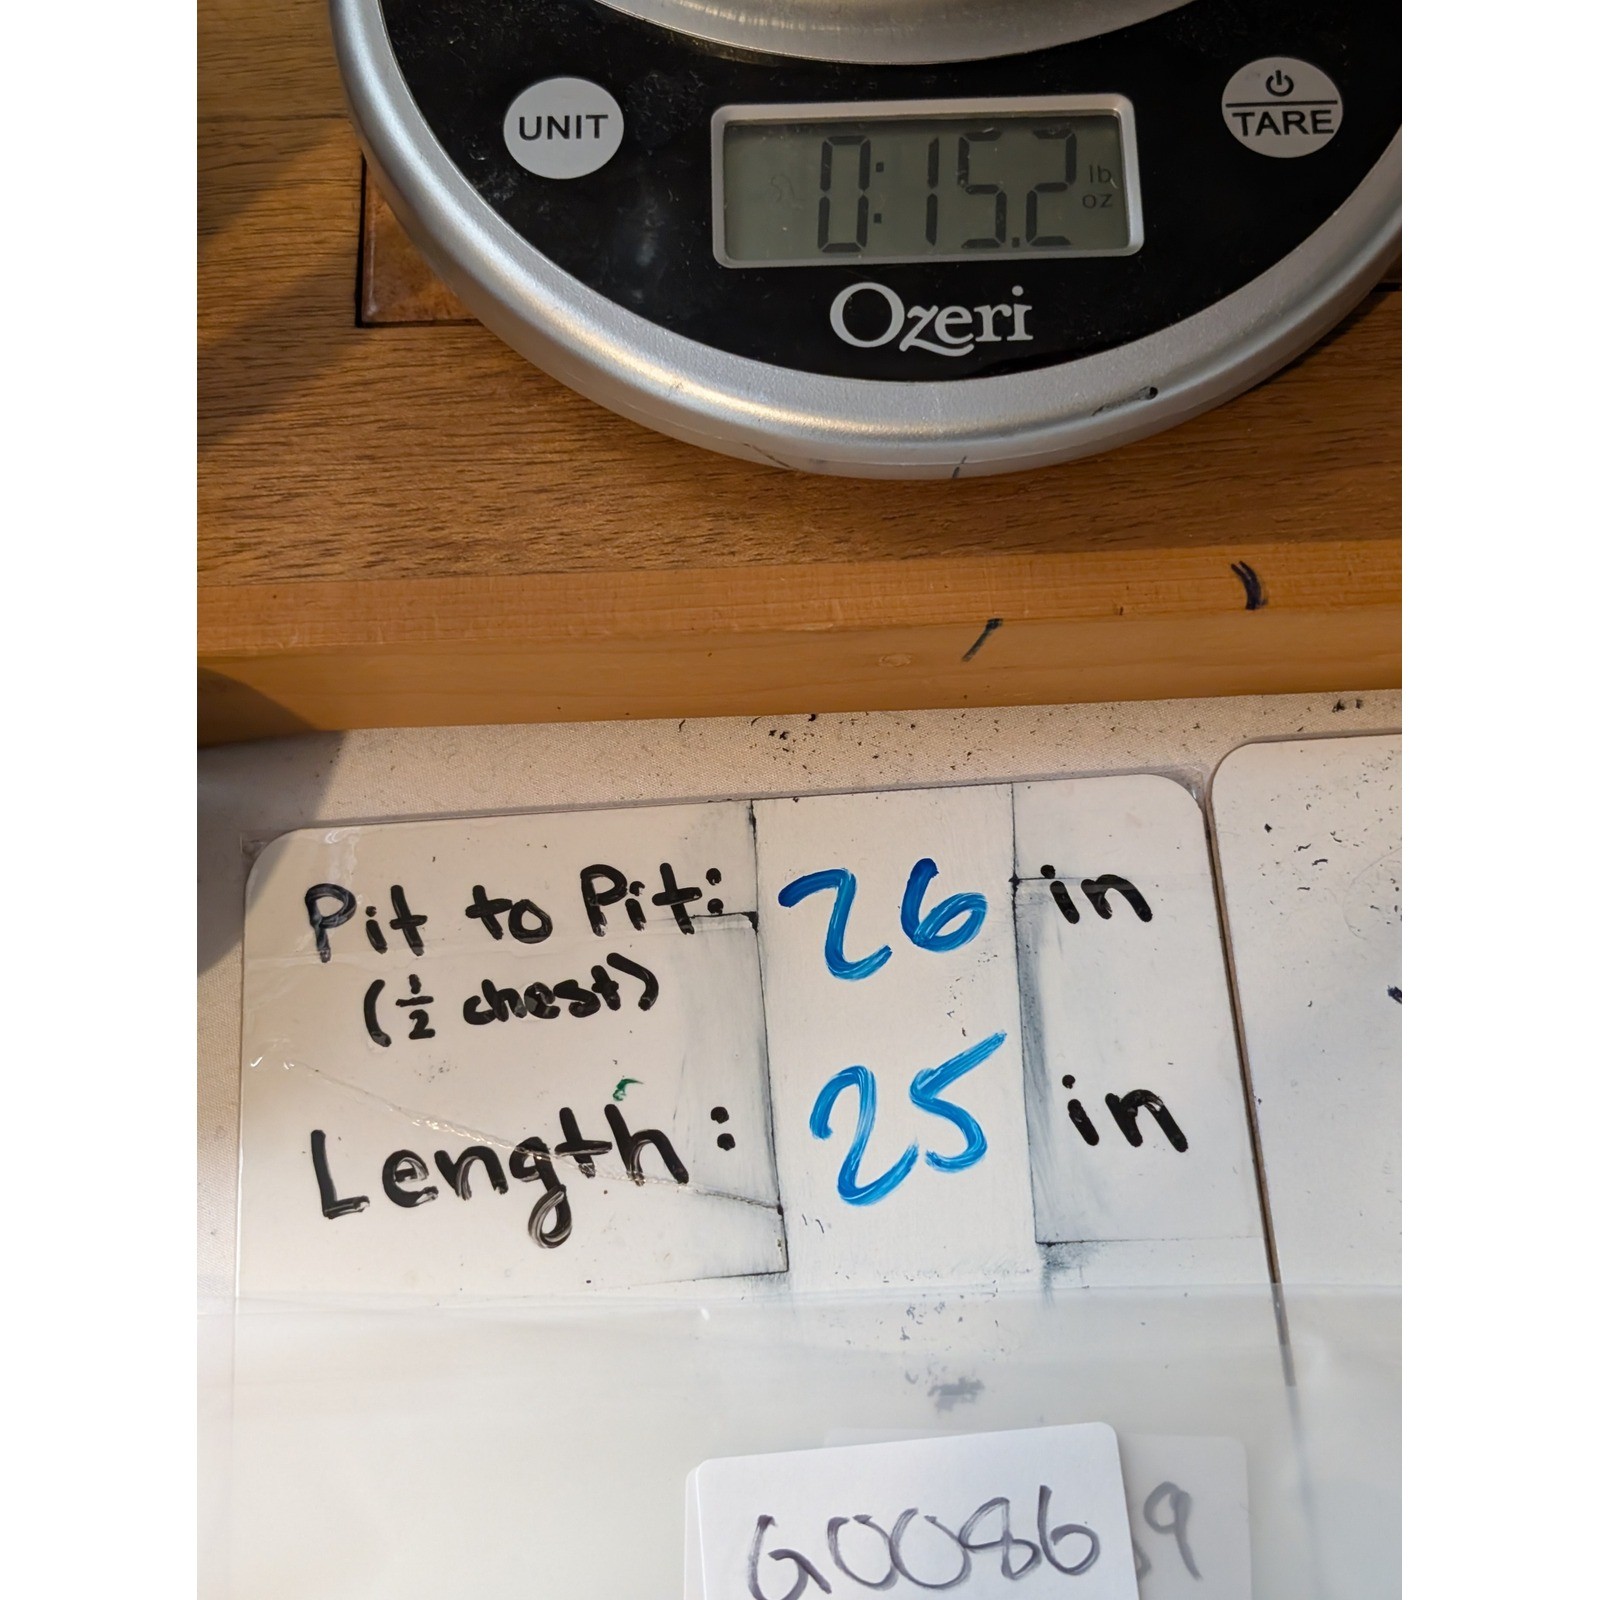 UNIT
TARE
0:15.2 lb oz
Ozeri
Pit to Pit: 26 in
(½ chest)
Length: 25 in
G0086